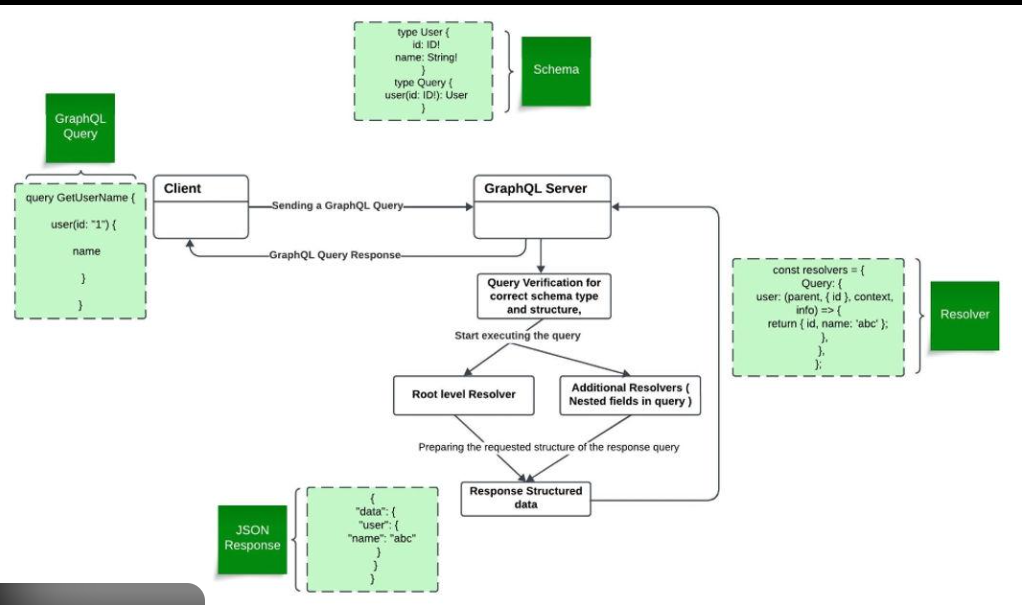 type User {
id: ID!
name: String!
}
type Query {
user(id: ID!): User
}
Schema
GraphQL
Query
query GetUserName {
user(id: "1") {
name
}
}
Client
Sending a GraphQL Query
GraphQL Query Response
GraphQL Server
Query Verification for
correct schema type
and structure,
Start executing the query
Root level Resolver
Additional Resolvers (
Nested fields in query )
Preparing the requested structure of the response query
Response Structured
data
const resolvers = {
Query: {
user: (parent, { id }, context,
info) => {
return { id, name: 'abc' };
},
},
};
Resolver
JSON
Response
{
"data": {
"user": {
"name": "abc"
}
}
}